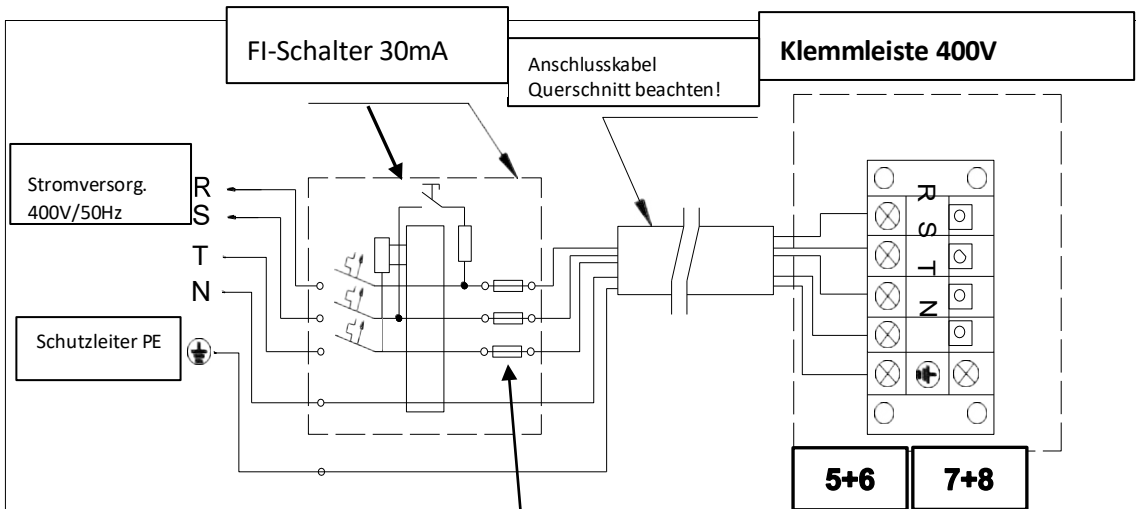 FI-Schalter 30mA
Anschlusskabel
Querschnitt beachten!
Klemmleiste 400V
Stromversorg.
400V/50Hz
R
S
T
N
Schutzleiter PE
R S T N
5+6
7+8